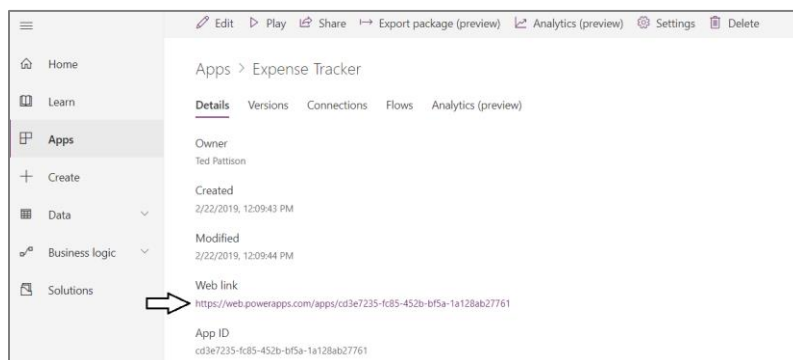 Edit Play Share Export package (preview) Analytics (preview) Settings Delete
Home
Learn
Apps
Create
Data
Business logic
Solutions
Apps > Expense Tracker
Details Versions Connections Flows Analytics (preview)
Owner
Ted Pattison
Created
2/22/2019, 12:09:43 PM
Modified
2/22/2019, 12:09:44 PM
Web link
https://web.powerapps.com/apps/cd3e7235-fc85-452b-bf5a-1a128ab27761
App ID
cd3e7235-fc85-452b-bf5a-1a128ab27761